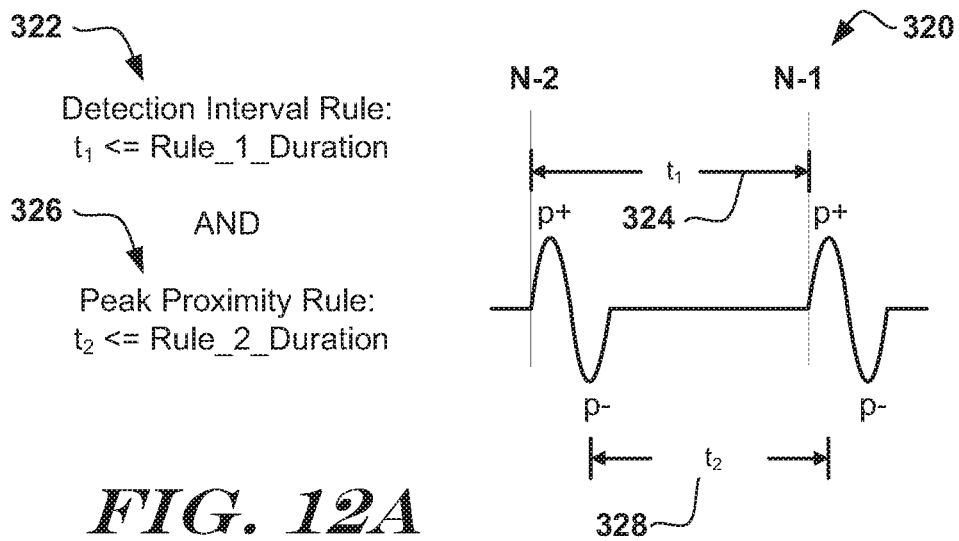 322
320
N-2
N-1
Detection Interval Rule:
t₁ <= Rule_1_Duration
t₁
324
326
AND
p+
p+
Peak Proximity Rule:
t₂ <= Rule_2_Duration
p-
p-
t₂
328
FIG. 12A